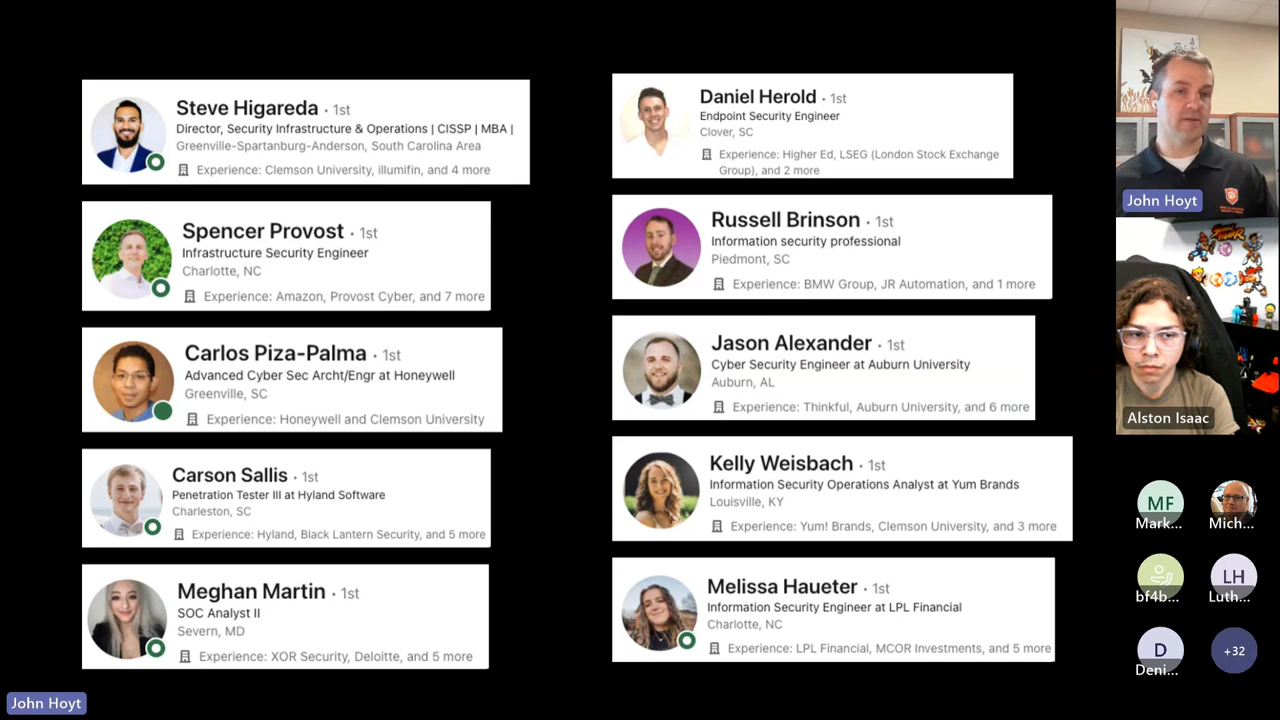 Steve Higareda · 1st
Director, Security Infrastructure & Operations | CISSP | MBA |
Greenville-Spartanburg-Anderson, South Carolina Area
Experience: Clemson University, illumifin, and 4 more
Spencer Provost · 1st
Infrastructure Security Engineer
Charlotte, NC
Experience: Amazon, Provost Cyber, and 7 more
Carlos Piza-Palma · 1st
Advanced Cyber Sec Archt/Engr at Honeywell
Greenville, SC
Experience: Honeywell and Clemson University
Carson Sallis · 1st
Penetration Tester III at Hyland Software
Charleston, SC
Experience: Hyland, Black Lantern Security, and 5 more
Meghan Martin · 1st
SOC Analyst II
Severn, MD
Experience: XOR Security, Deloitte, and 5 more
Daniel Herold · 1st
Endpoint Security Engineer
Clover, SC
Experience: Higher Ed, LSEG (London Stock Exchange
Group), and 2 more
Russell Brinson · 1st
Information security professional
Piedmont, SC
Experience: BMW Group, JR Automation, and 1 more
Jason Alexander · 1st
Cyber Security Engineer at Auburn University
Auburn, AL
Experience: Thinkful, Auburn University, and 6 more
Kelly Weisbach · 1st
Information Security Operations Analyst at Yum Brands
Louisville, KY
Experience: Yum! Brands, Clemson University, and 3 more
Melissa Haueter · 1st
Information Security Engineer at LPL Financial
Charlotte, NC
Experience: LPL Financial, MCOR Investments, and 5 more
John Hoyt
Alston Isaac
MF
Mark...
Mich...
bf4b...
LH
Luth...
D
Deni...
+32
John Hoyt